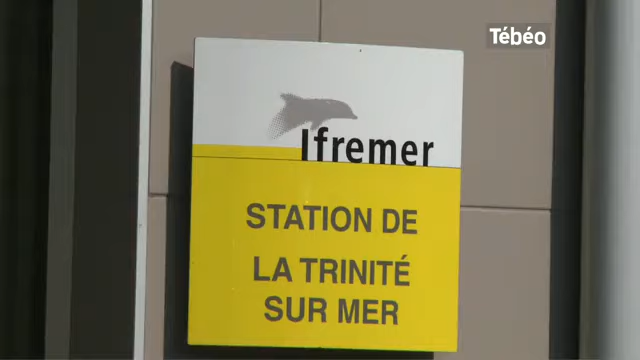 Tébéo
Ifremer
STATION DE
LA TRINITÉ
SUR MER